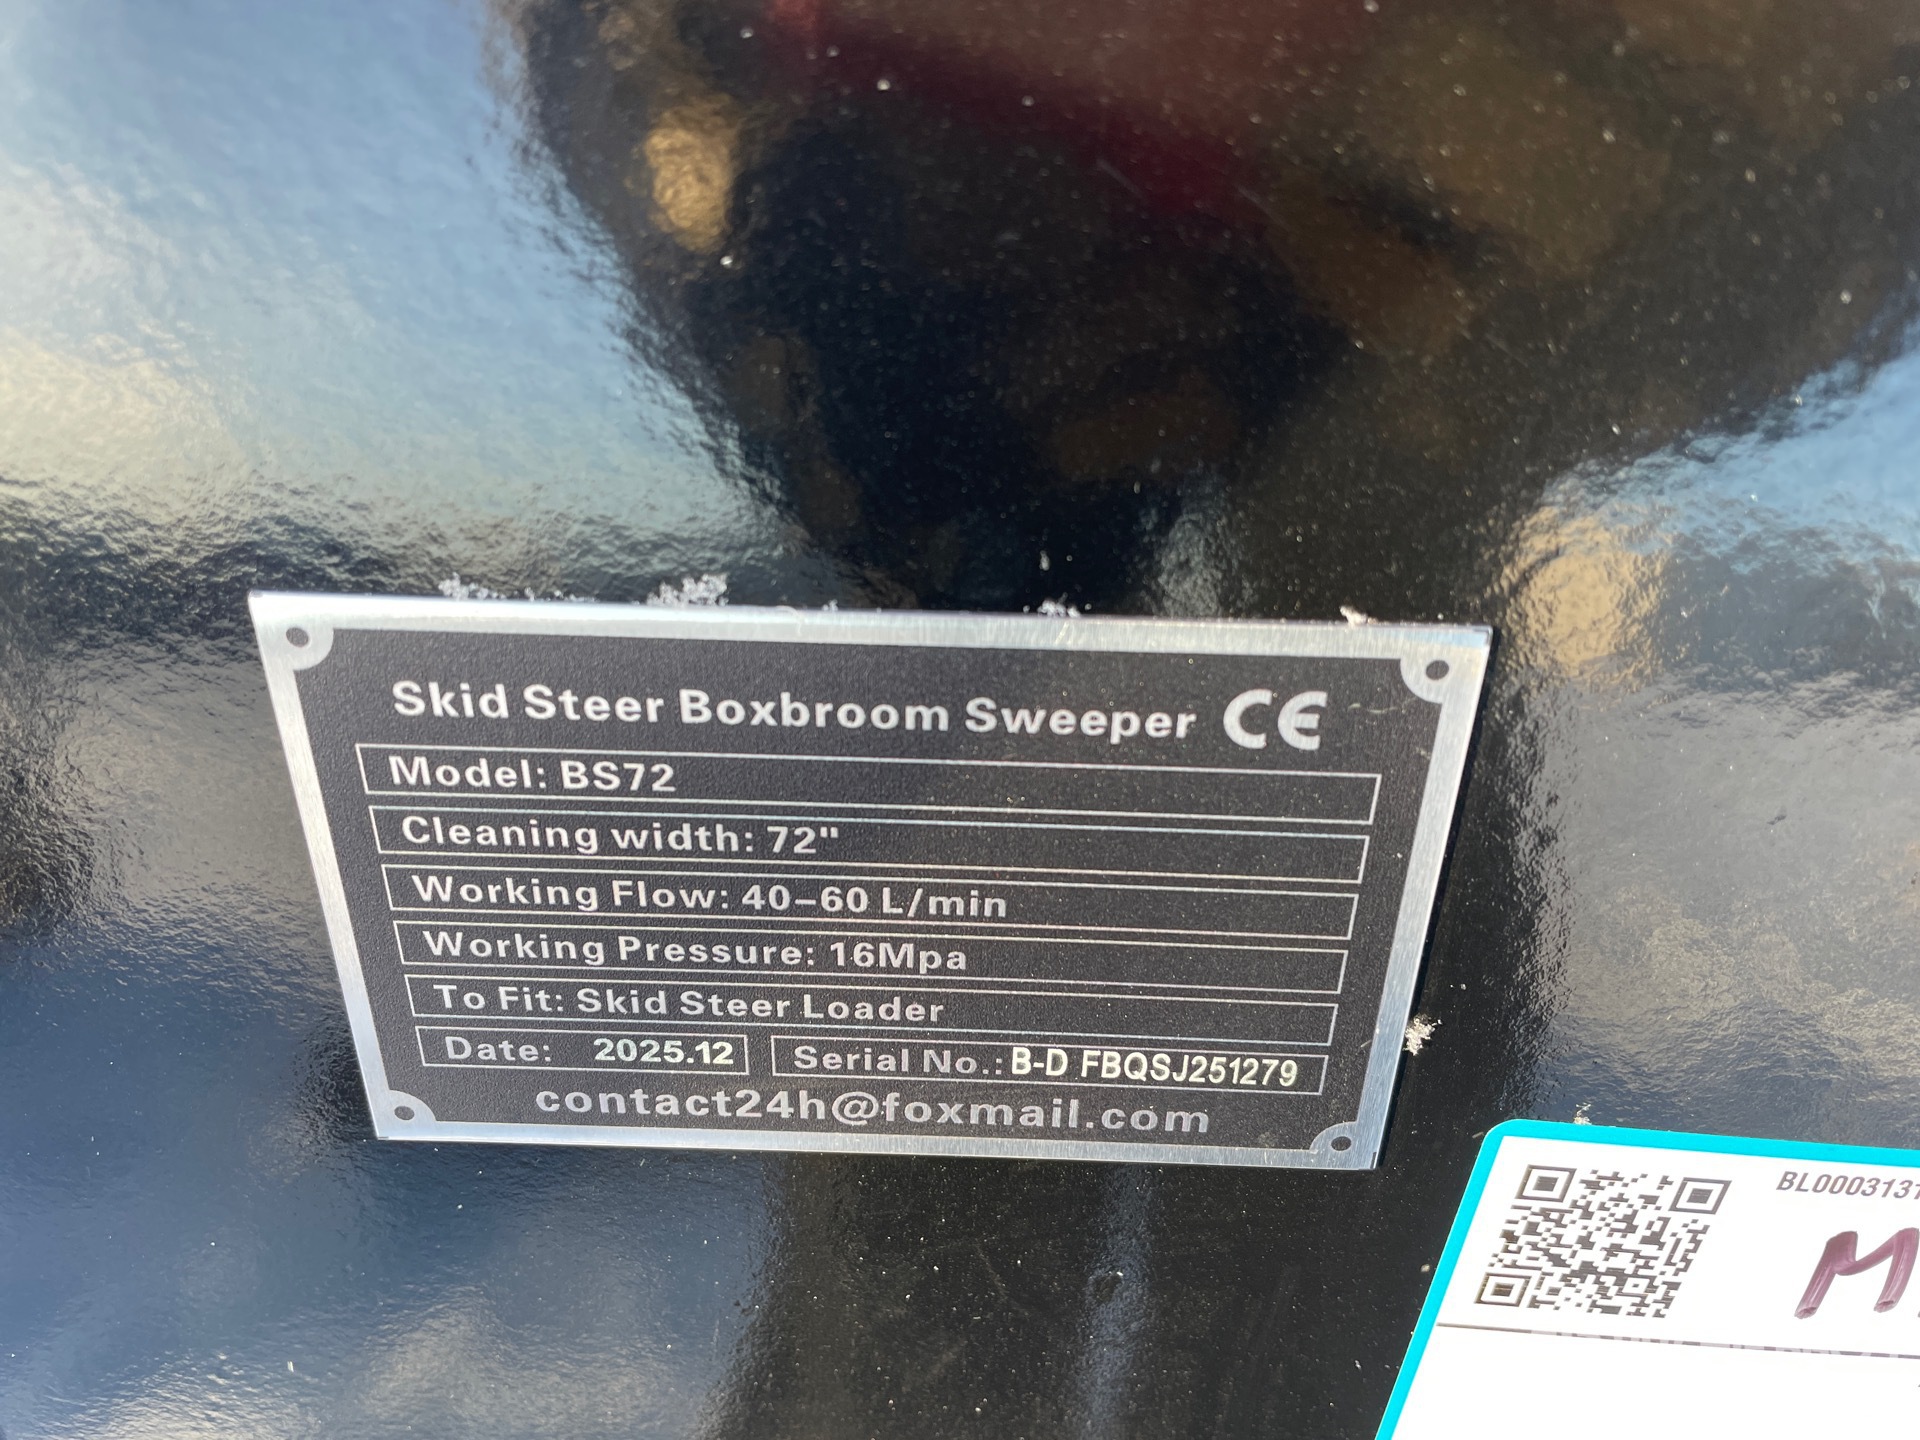 Skid Steer Boxbroom Sweeper CE
Model: BS72
Cleaning width: 72"
Working Flow: 40–60 L/min
Working Pressure: 16Mpa
To Fit: Skid Steer Loader
Date: 2025.12 Serial No.: B-D FBQSJ251279
contact24h@foxmail.com